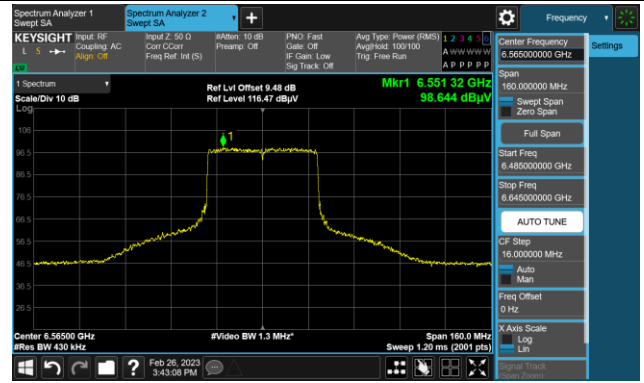 Spectrum Analyzer 1
Swept SA
Spectrum Analyzer 2
Swept SA
Frequency
KEYSIGHT
L S
LW
Input: RF
Coupling: AC
Align: Off
Input Z: 50 Ω
Corr CCorr
Freq Ref: Int (S)
#Atten: 10 dB
Preamp: Off
PNO: Fast
Gate: Off
IF Gain: Low
Sig Track: Off
Avg Type: Power (RMS)
Avg|Hold: 100/100
Trig: Free Run
1 2 3 4 5 6
A W W W W W
A P P P P P
1 Spectrum
Scale/Div 10 dB
Log
Ref Lvl Offset 9.48 dB
Ref Level 116.47 dBµV
Mkr1 6.551 32 GHz
98.644 dBµV
106
96.5
86.5
76.5
66.5
56.5
46.5
36.5
26.5
1
Center 6.56500 GHz
#Res BW 430 kHz
#Video BW 1.3 MHz*
Span 160.0 MHz
Sweep 1.20 ms (2001 pts)
Feb 26, 2023
3:43:08 PM
Center Frequency
6.565000000 GHz
Span
160.000000 MHz
Swept Span
Zero Span
Full Span
Start Freq
6.485000000 GHz
Stop Freq
6.645000000 GHz
AUTO TUNE
CF Step
16.000000 MHz
Auto
Man
Freq Offset
0 Hz
X Axis Scale
Log
Lin
Signal Track
(Span Zoom)
Settings